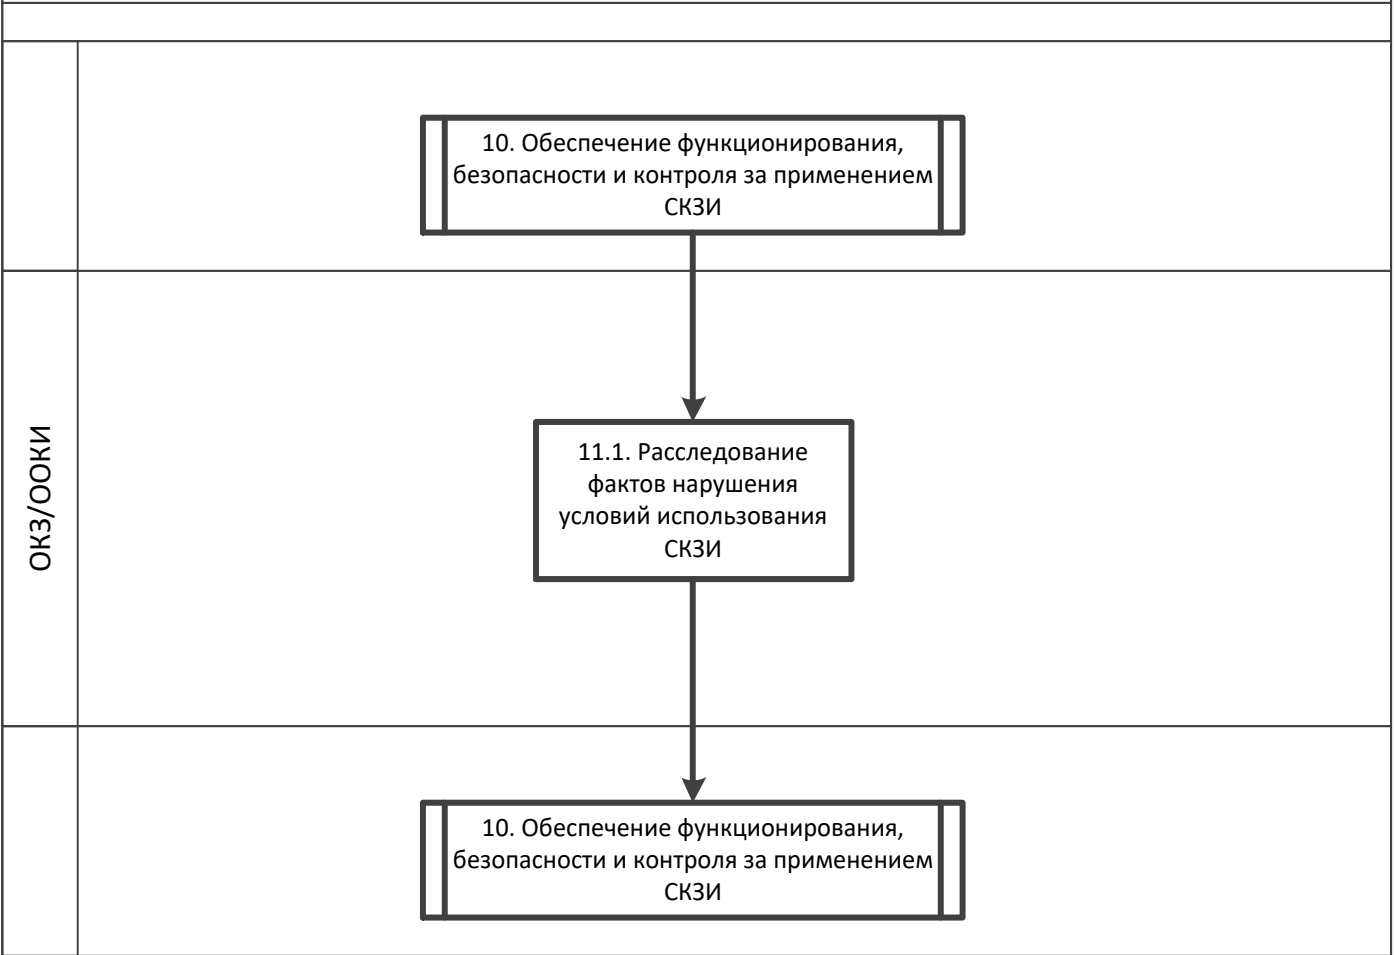 10. Обеспечение функционирования,
безопасности и контроля за применением
СКЗИ
ОКЗ/ООКИ
11.1. Расследование
фактов нарушения
условий использования
СКЗИ
10. Обеспечение функционирования,
безопасности и контроля за применением
СКЗИ